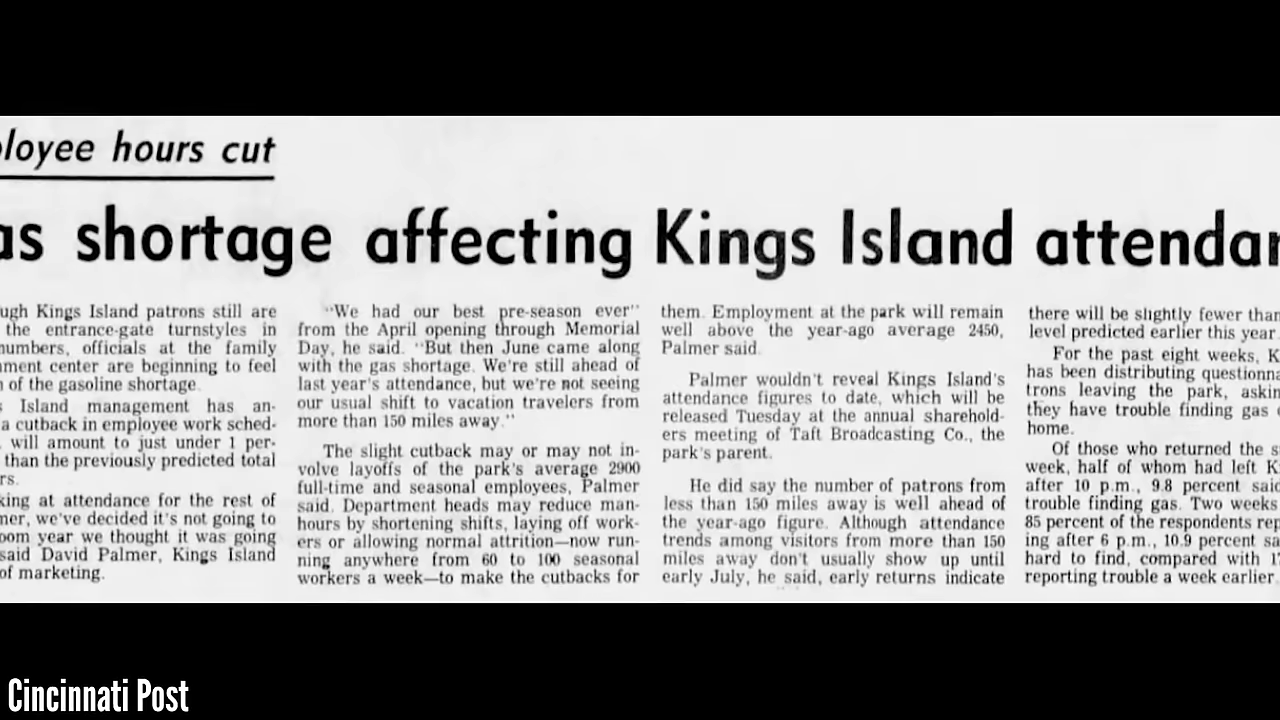 ployee hours cut
as shortage affecting Kings Island attendan
ugh Kings Island patrons still are
the entrance-gate turnstyles in
numbers, officials at the family
ment center are beginning to feel
of the gasoline shortage.
Island management has an-
a cutback in employee work sched-
will amount to just under 1 per-
than the previously predicted total
rs.
king at attendance for the rest of
mer, we've decided it's not going to
oom year we thought it was going
said David Palmer, Kings Island
of marketing.
"We had our best pre-season ever"
from the April opening through Memorial
Day, he said. "But then June came along
with the gas shortage. We're still ahead of
last year's attendance, but we're not seeing
our usual shift to vacation travelers from
more than 150 miles away."
The slight cutback may or may not in-
volve layoffs of the park's average 2900
full-time and seasonal employees, Palmer
said. Department heads may reduce man-
hours by shortening shifts, laying off work-
ers or allowing normal attrition—now run-
ning anywhere from 60 to 100 seasonal
workers a week—to make the cutbacks for
them. Employment at the park will remain
well above the year-ago average 2450,
Palmer said.
Palmer wouldn't reveal Kings Island's
attendance figures to date, which will be
released Tuesday at the annual sharehold-
ers meeting of Taft Broadcasting Co., the
park's parent.
He did say the number of patrons from
less than 150 miles away is well ahead of
the year-ago figure. Although attendance
trends among visitors from more than 150
miles away don't usually show up until
early July, he said, early returns indicate
there will be slightly fewer than
level predicted earlier this year.
For the past eight weeks, K
has been distributing questionna
trons leaving the park, askin
they have trouble finding gas
home.
Of those who returned the s
week, half of whom had left K
after 10 p.m., 9.8 percent said
trouble finding gas. Two weeks
85 percent of the respondents rep
ing after 6 p.m., 10.9 percent sa
hard to find, compared with 1
reporting trouble a week earlier.
Cincinnati Post